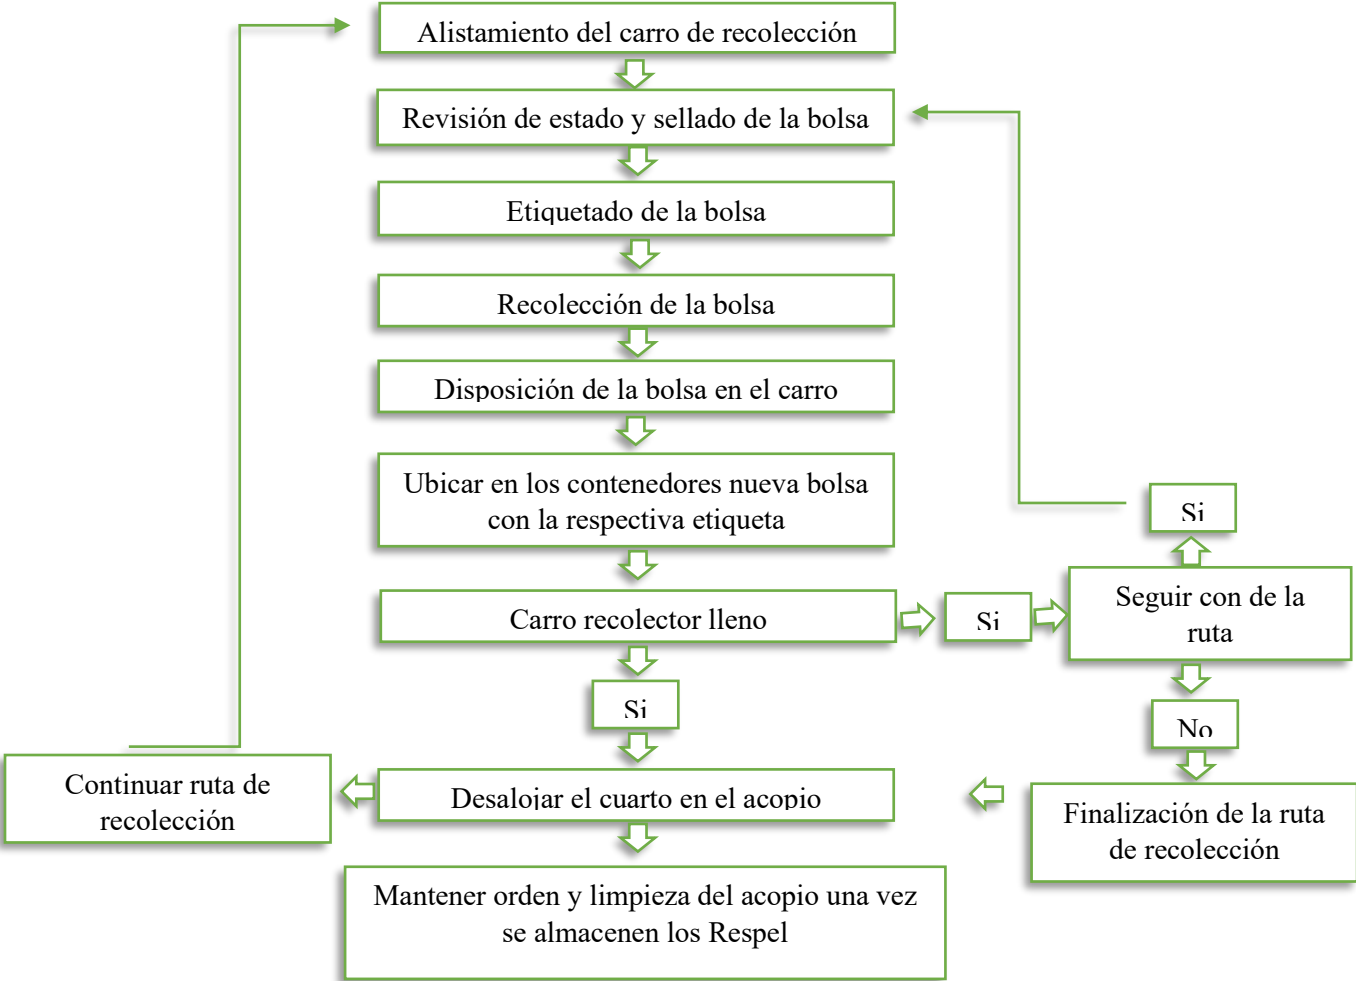 Alistamiento del carro de recolección
Revisión de estado y sellado de la bolsa
Etiquetado de la bolsa
Recolección de la bolsa
Disposición de la bolsa en el carro
Ubicar en los contenedores nueva bolsa
con la respectiva etiqueta
Si
Carro recolector lleno
Si
Seguir con de la
ruta
Si
No
Continuar ruta de
recolección
Desalojar el cuarto en el acopio
Finalización de la ruta
de recolección
Mantener orden y limpieza del acopio una vez
se almacenen los Respel